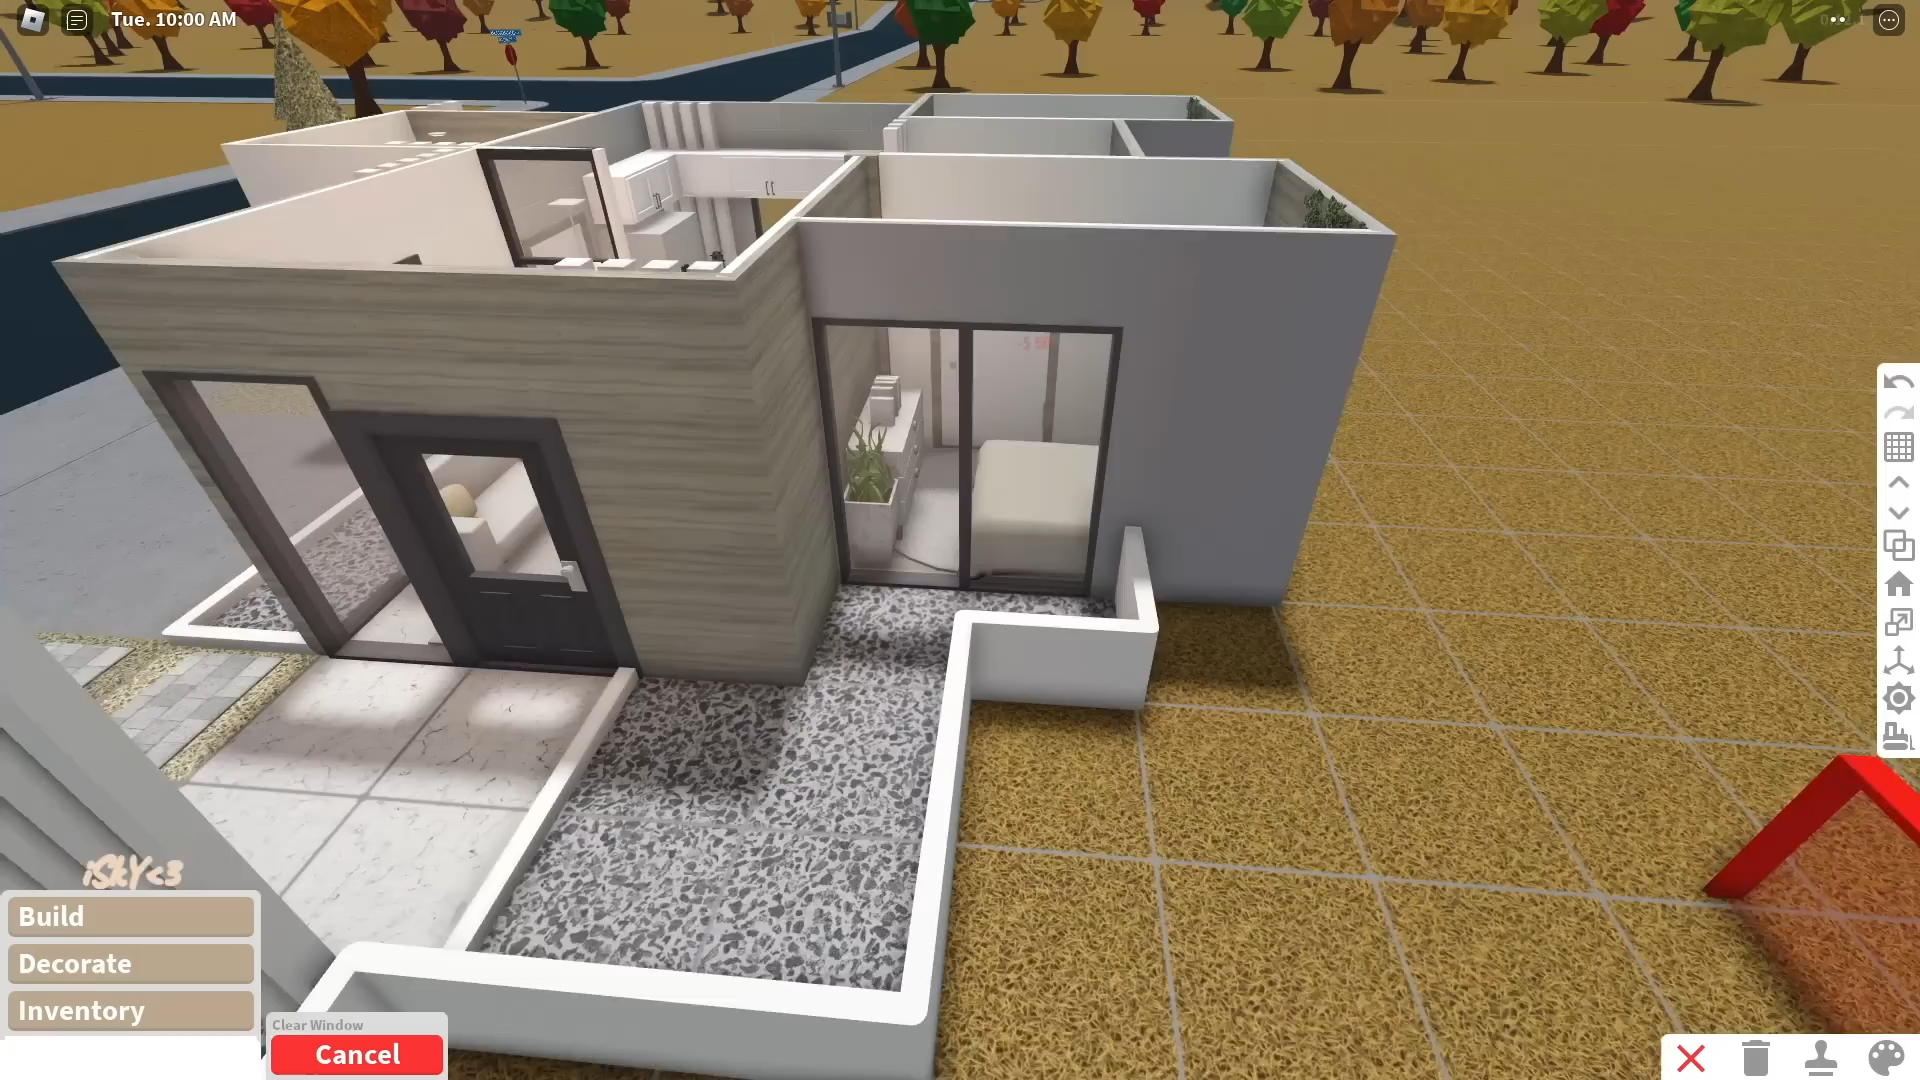 Tue. 10:00 AM
iSkY<3
Build
Decorate
Inventory
Clear Window
Cancel